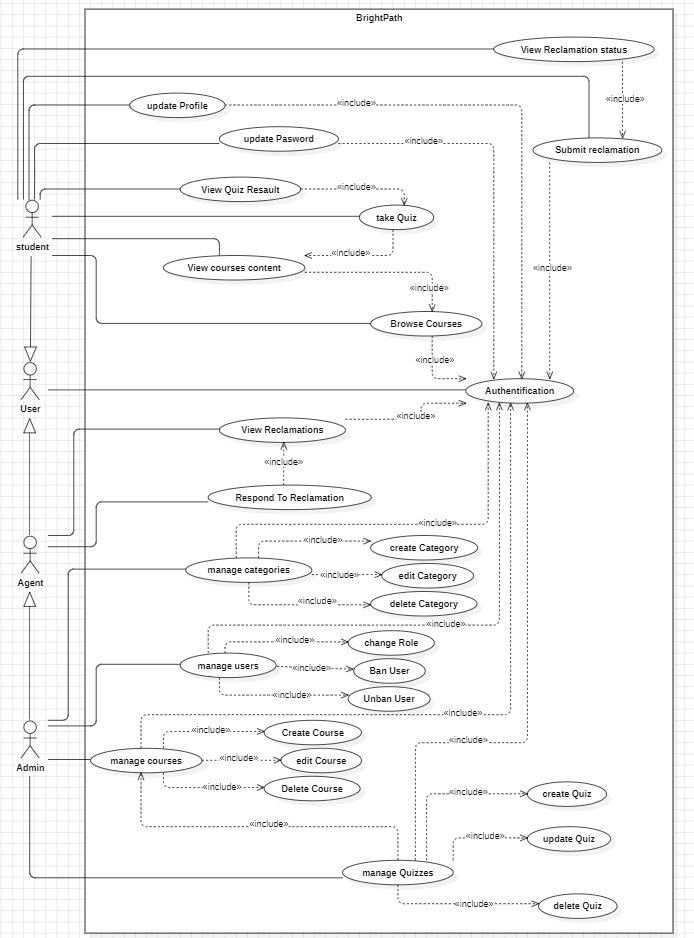 BrightPath
View Reclamation status
«include»
update Profile
«include»
update Pasword
«include»
Submit reclamation
View Quiz Resault
«include»
take Quiz
student
«include»
View courses content
«include»
«include»
Browse Courses
«include»
User
Authentification
«include»
View Reclamations
«include»
Respond To Reclamation
«include»
«include»
create Category
Agent
manage categories
«include»
edit Category
«include»
delete Category
«include»
«include»
change Role
manage users
«include»
Ban User
«include»
Unban User
«include»
«include»
Create Course
«include»
Admin
manage courses
«include»
edit Course
«include»
Delete Course
«include»
create Quiz
«include»
«include»
update Quiz
manage Quizzes
«include»
delete Quiz